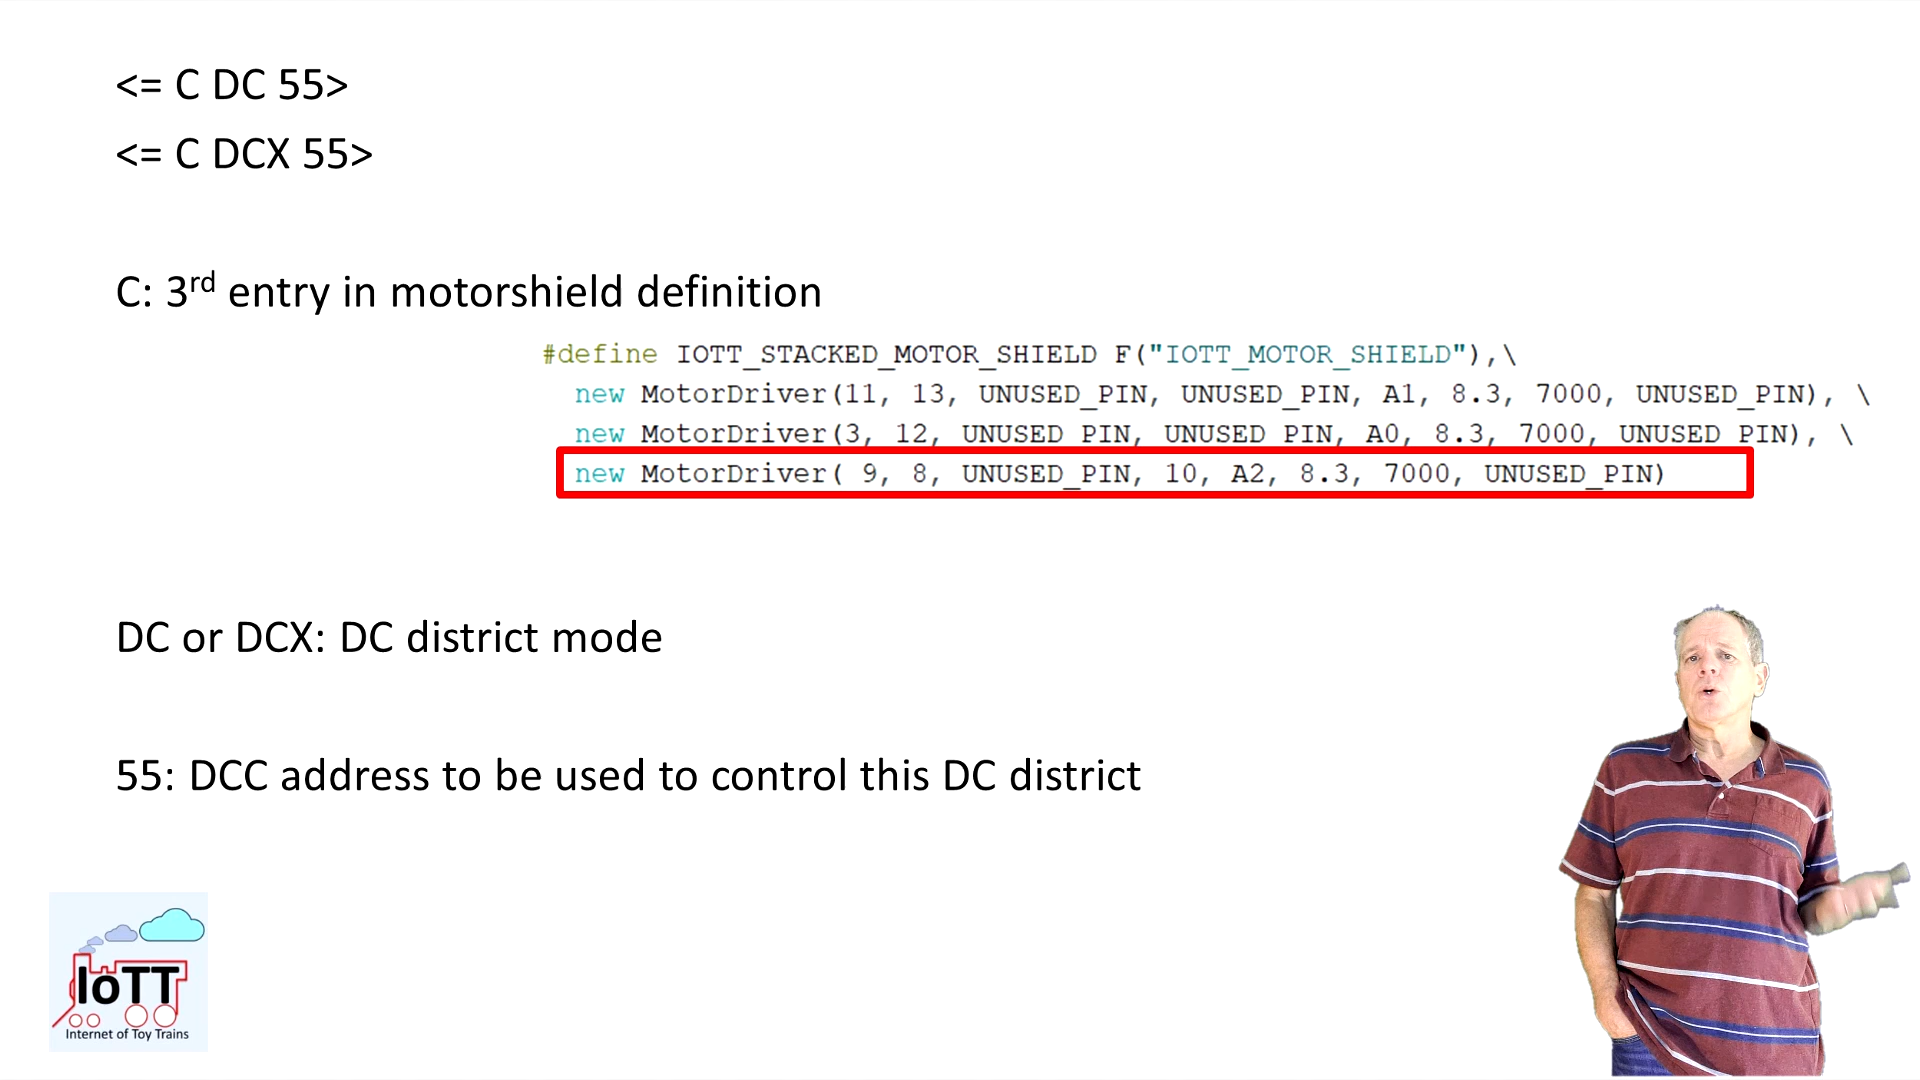 <= C DC 55>
<= C DCX 55>
C: 3rd entry in motorshield definition
#define IOTT_STACKED_MOTOR_SHIELD F("IOTT_MOTOR_SHIELD"),\
new MotorDriver(11, 13, UNUSED_PIN, UNUSED_PIN, A1, 8.3, 7000, UNUSED_PIN), \
new MotorDriver(3, 12, UNUSED_PIN, UNUSED_PIN, A0, 8.3, 7000, UNUSED_PIN), \
new MotorDriver( 9, 8, UNUSED_PIN, 10, A2, 8.3, 7000, UNUSED_PIN)
DC or DCX: DC district mode
55: DCC address to be used to control this DC district
IoTT
Internet of Toy Trains